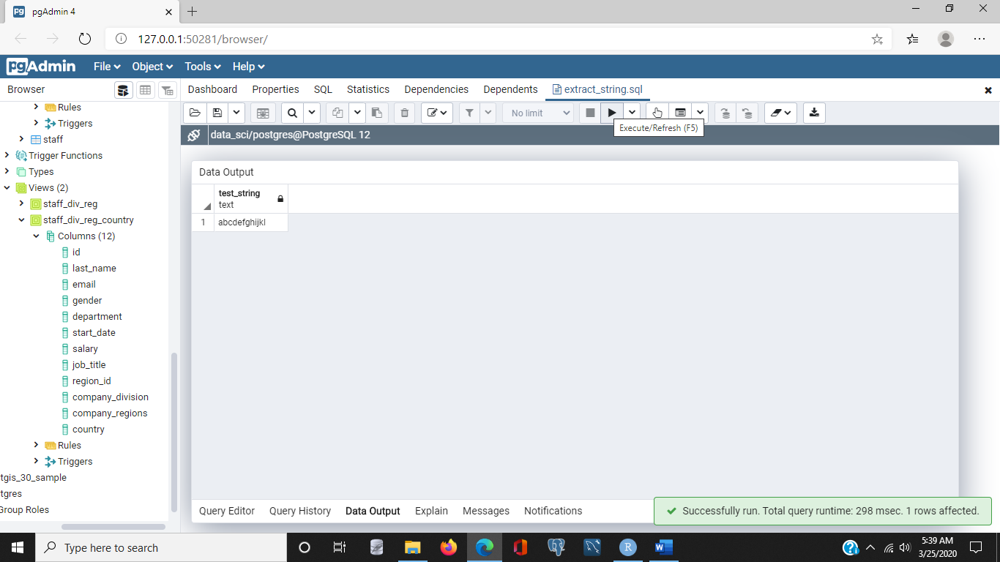 pgAdmin 4
127.0.0.1:50281/browser/
pgAdmin File Object Tools Help
Browser
Dashboard Properties SQL Statistics Dependencies Dependents extract_string.sql
No limit
Execute/Refresh (F5)
data_sci/postgres@PostgreSQL 12
Rules
Triggers
staff
Trigger Functions
Types
Views (2)
staff_div_reg
staff_div_reg_country
Columns (12)
id
last_name
email
gender
department
start_date
salary
job_title
region_id
company_division
company_regions
country
Rules
Triggers
tgis_30_sample
tgres
Group Roles
Data Output
test_string
text
1 abcdefghijkl
Query Editor Query History Data Output Explain Messages Notifications
Successfully run. Total query runtime: 298 msec. 1 rows affected.
Type here to search
R
W
5:39 AM
3/25/2020